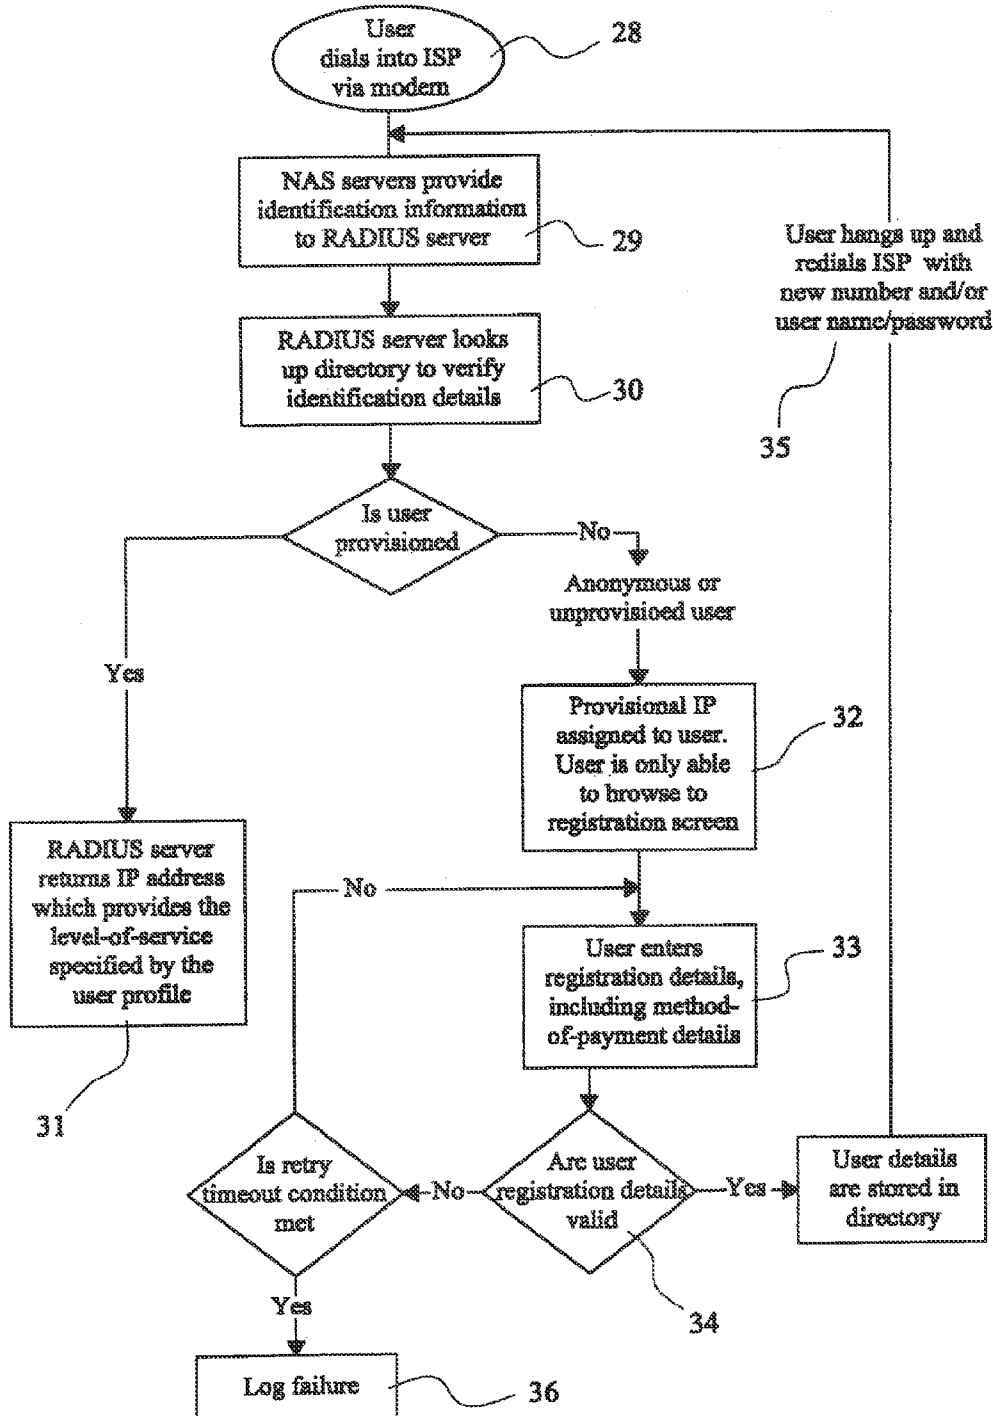 User
dials into ISP
via modem
28
NAS servers provide
identification information
to RADIUS server
29
User hangs up and
redials ISP with
new number and/or
user name/password
35
RADIUS server looks
up directory to verify
identification details
30
Is user
provisioned
No
Anonymous or
unprovisioed user
Yes
Provisional IP
assigned to user.
User is only able
to browse to
registration screen
32
RADIUS server
returns IP address
which provides the
level-of-service
specified by the
user profile
31
No
User enters
registration details,
including method-
of-payment details
33
Is retry
timeout condition
met
No
Are user
registration details
valid
34
Yes
User details
are stored in
directory
Yes
Log failure
36